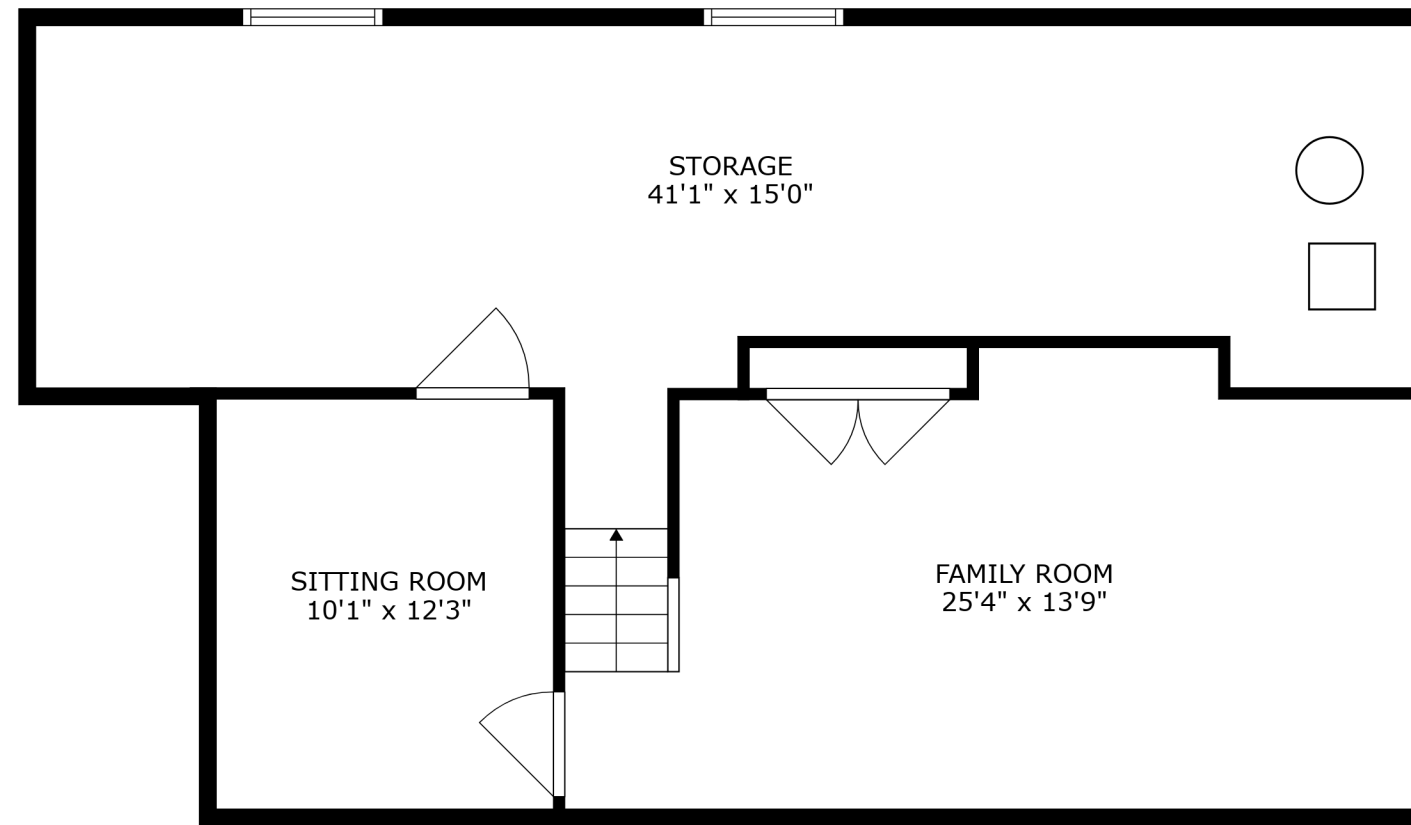 STORAGE
41'1" x 15'0"
SITTING ROOM
10'1" x 12'3"
FAMILY ROOM
25'4" x 13'9"